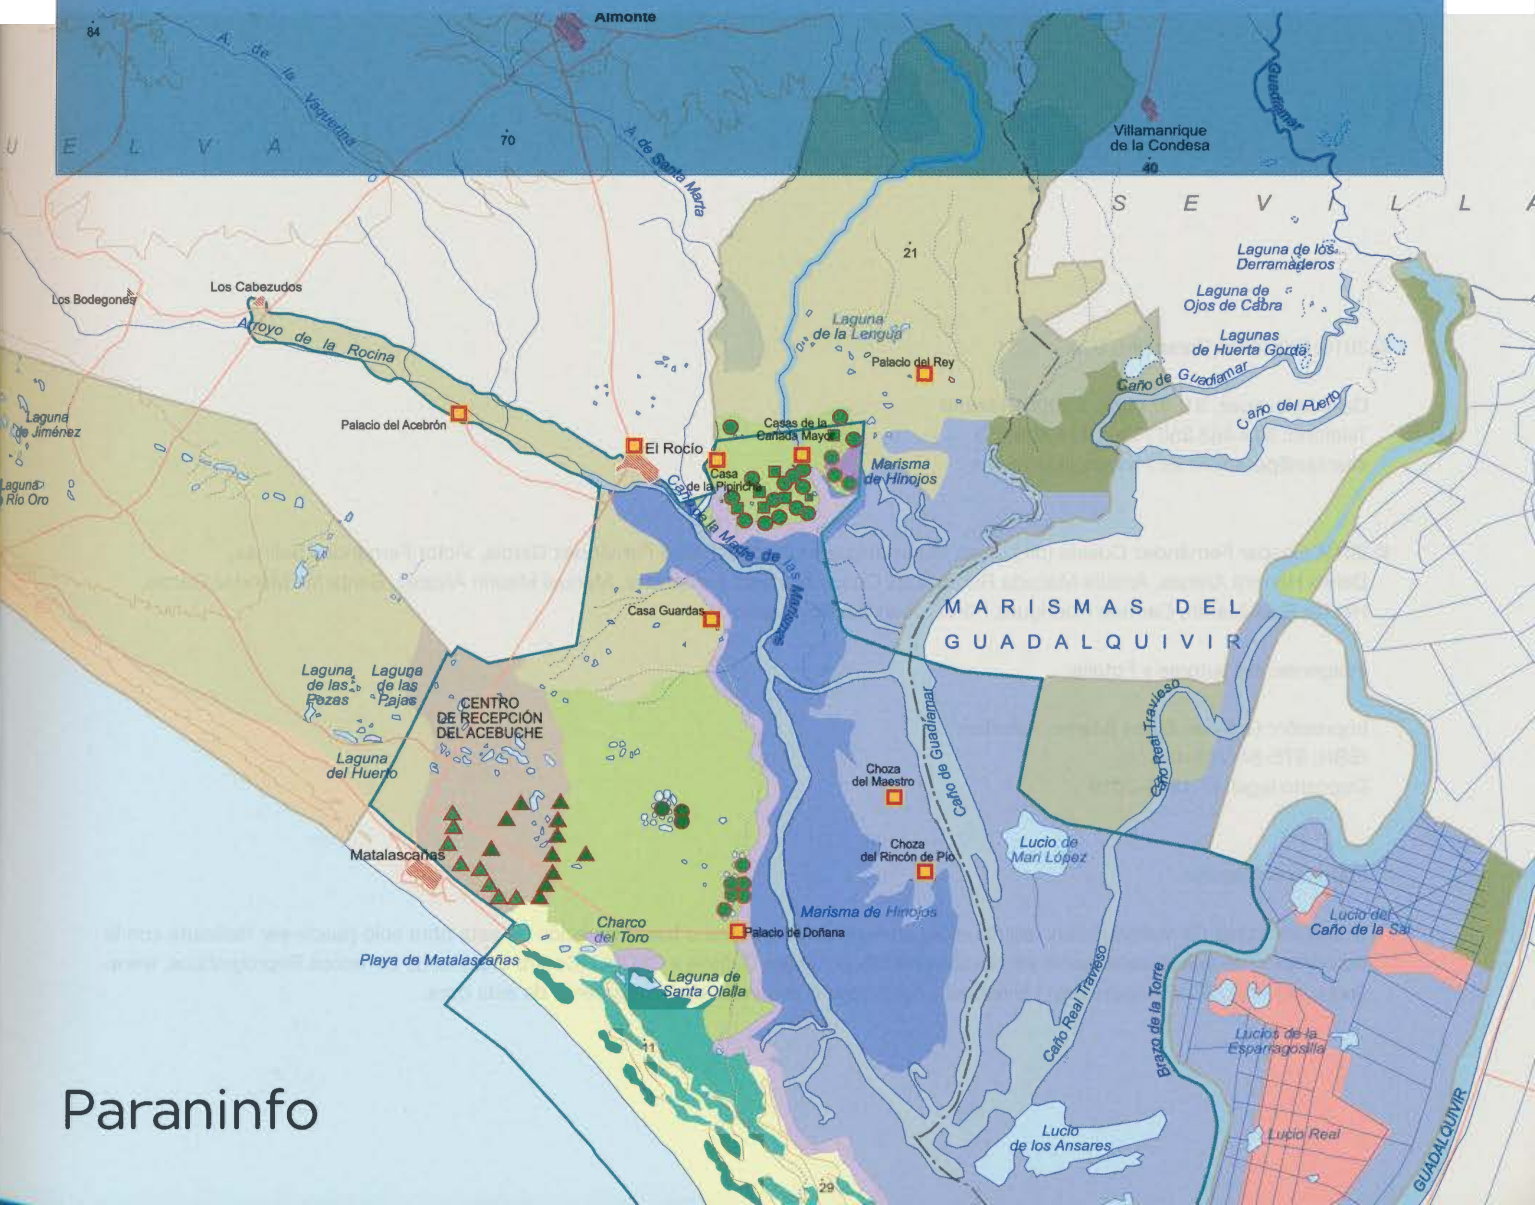 Almonte
84
A. de la Vaquerina
Guadiamar
Villamanrique
de la Condesa
70
A. de Santa Marta
40
U E L V A
S E V I L L A
21
Laguna de los
Derramaderos
Los Cabezudos
Los Bodegones
Laguna de
Ojos de Cabra
Arroyo de la Rocina
Laguna
de la Lengua
Lagunas
de Huerta Gorda
Palacio del Rey
Caño de Guadiamar
Caño del Puerto
Palacio del Acebrón
Laguna
de Jiménez
Casas de la
Cañada Mayor
El Rocío
Casa
de la Pipiricha
Marisma
de Hinojos
Laguna
Río Oro
Caño de la Madre de las Marismas
Casa Guardas
MARISMAS DEL
GUADALQUIVIR
Laguna
de las
Pozas
Laguna
de las
Pajas
CENTRO
DE RECEPCIÓN
DEL ACEBUCHE
Caño de Guadiamar
Caño Real Travieso
Laguna
del Huerto
Choza
del Maestro
Matalascañas
Choza
del Rincón de Pío
Lucio de
Mari López
Marisma de Hinojos
Charco
del Toro
Palacio de Doñana
Lucio del
Caño de la Sal
Playa de Matalascañas
Laguna de
Santa Olalla
Caño Real Travieso
Brazo de la Torre
Lucios de la
Esparragosilla
11
Paraninfo
Lucio
de los Ansares
Lucio Real
GUADALQUIVIR
29